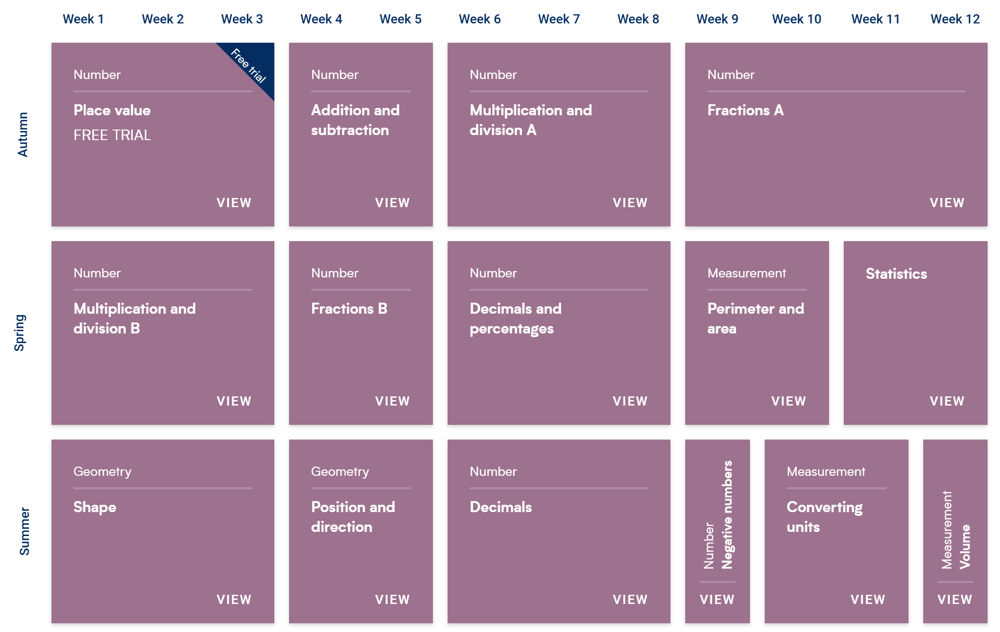 Week 1 Week 2 Week 3 Week 4 Week 5 Week 6 Week 7 Week 8 Week 9 Week 10 Week 11 Week 12
Autumn
Number
Free trial
Place value
FREE TRIAL
VIEW
Number
Addition and
subtraction
VIEW
Number
Multiplication and
division A
VIEW
Number
Fractions A
VIEW
Spring
Number
Multiplication and
division B
VIEW
Number
Fractions B
VIEW
Number
Decimals and
percentages
VIEW
Measurement
Perimeter and
area
VIEW
Statistics
VIEW
Summer
Geometry
Shape
VIEW
Geometry
Position and
direction
VIEW
Number
Decimals
VIEW
Number
Negative numbers
VIEW
Measurement
Converting
units
VIEW
Measurement
Volume
VIEW